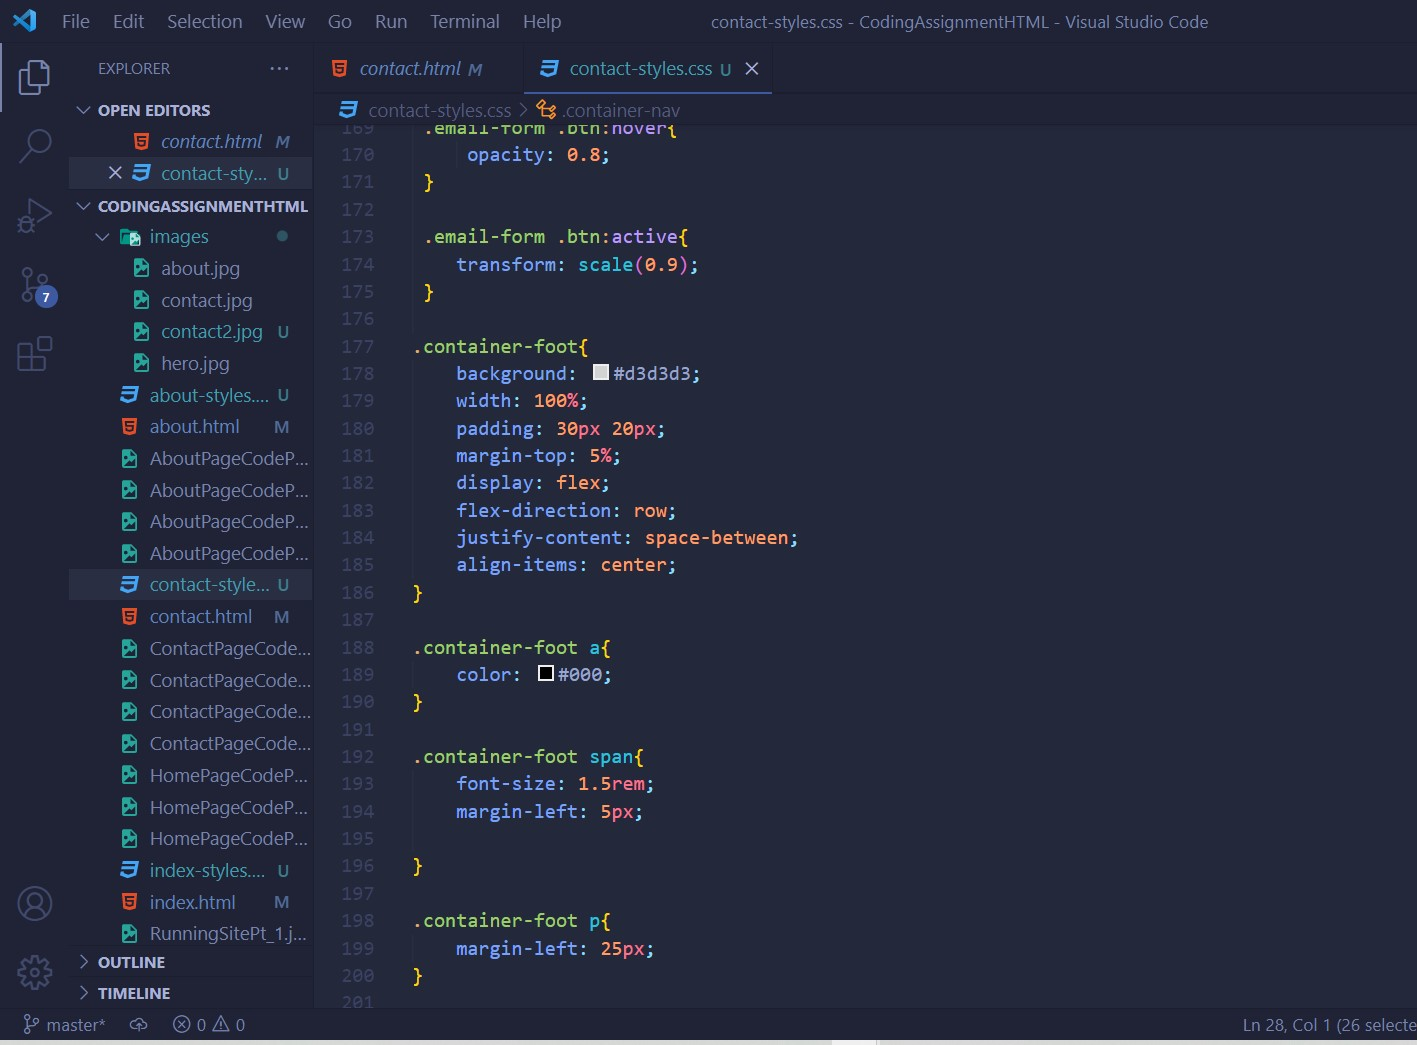 File Edit Selection View Go Run Terminal Help
contact-styles.css - CodingAssignmentHTML - Visual Studio Code
EXPLORER ···
OPEN EDITORS
contact.html M
contact-sty... U
CODINGASSIGNMENTHTML
images
about.jpg
contact.jpg
contact2.jpg U
hero.jpg
about-styles.... U
about.html M
AboutPageCodeP...
AboutPageCodeP...
AboutPageCodeP...
AboutPageCodeP...
contact-style... U
contact.html M
ContactPageCode...
ContactPageCode...
ContactPageCode...
ContactPageCode...
HomePageCodeP...
HomePageCodeP...
HomePageCodeP...
index-styles.... U
index.html M
RunningSitePt_1.j...
OUTLINE
TIMELINE
7
contact.html M
contact-styles.css U
contact-styles.css > .container-nav
169 .email-form .btn:hover{
170 opacity: 0.8;
171 }
172
173 .email-form .btn:active{
174 transform: scale(0.9);
175 }
176
177 .container-foot{
178 background: #d3d3d3;
179 width: 100%;
180 padding: 30px 20px;
181 margin-top: 5%;
182 display: flex;
183 flex-direction: row;
184 justify-content: space-between;
185 align-items: center;
186 }
187
188 .container-foot a{
189 color: #000;
190 }
191
192 .container-foot span{
193 font-size: 1.5rem;
194 margin-left: 5px;
195
196 }
197
198 .container-foot p{
199 margin-left: 25px;
200 }
201
master* 0 0
Ln 28, Col 1 (26 selecte